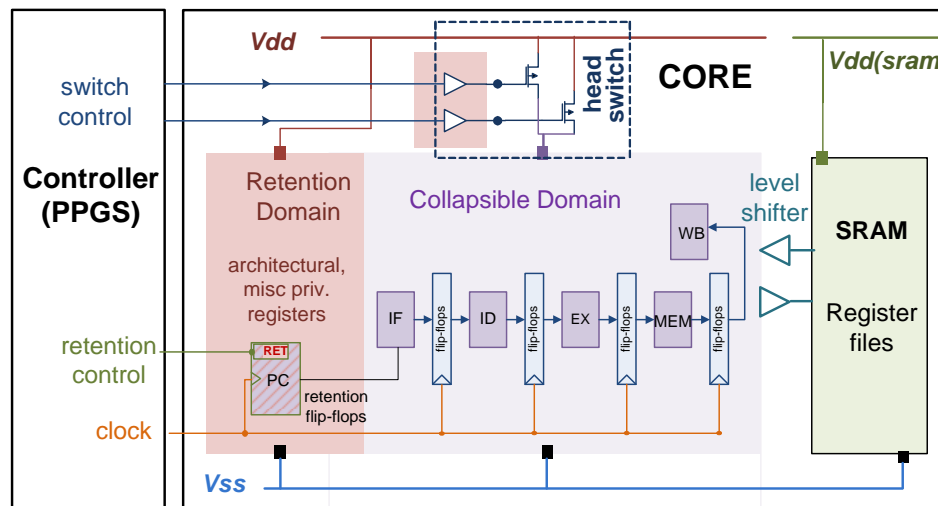 Vdd
Vdd(sram
switch
control
head
switch
CORE
Controller
(PPGS)
Retention
Domain
Collapsible Domain
level
shifter
SRAM
WB
architectural,
misc priv.
registers
IF
flip-flops
ID
flip-flops
EX
flip-flops
MEM
flip-flops
Register
files
retention
control
RET
PC
retention
flip-flops
clock
Vss